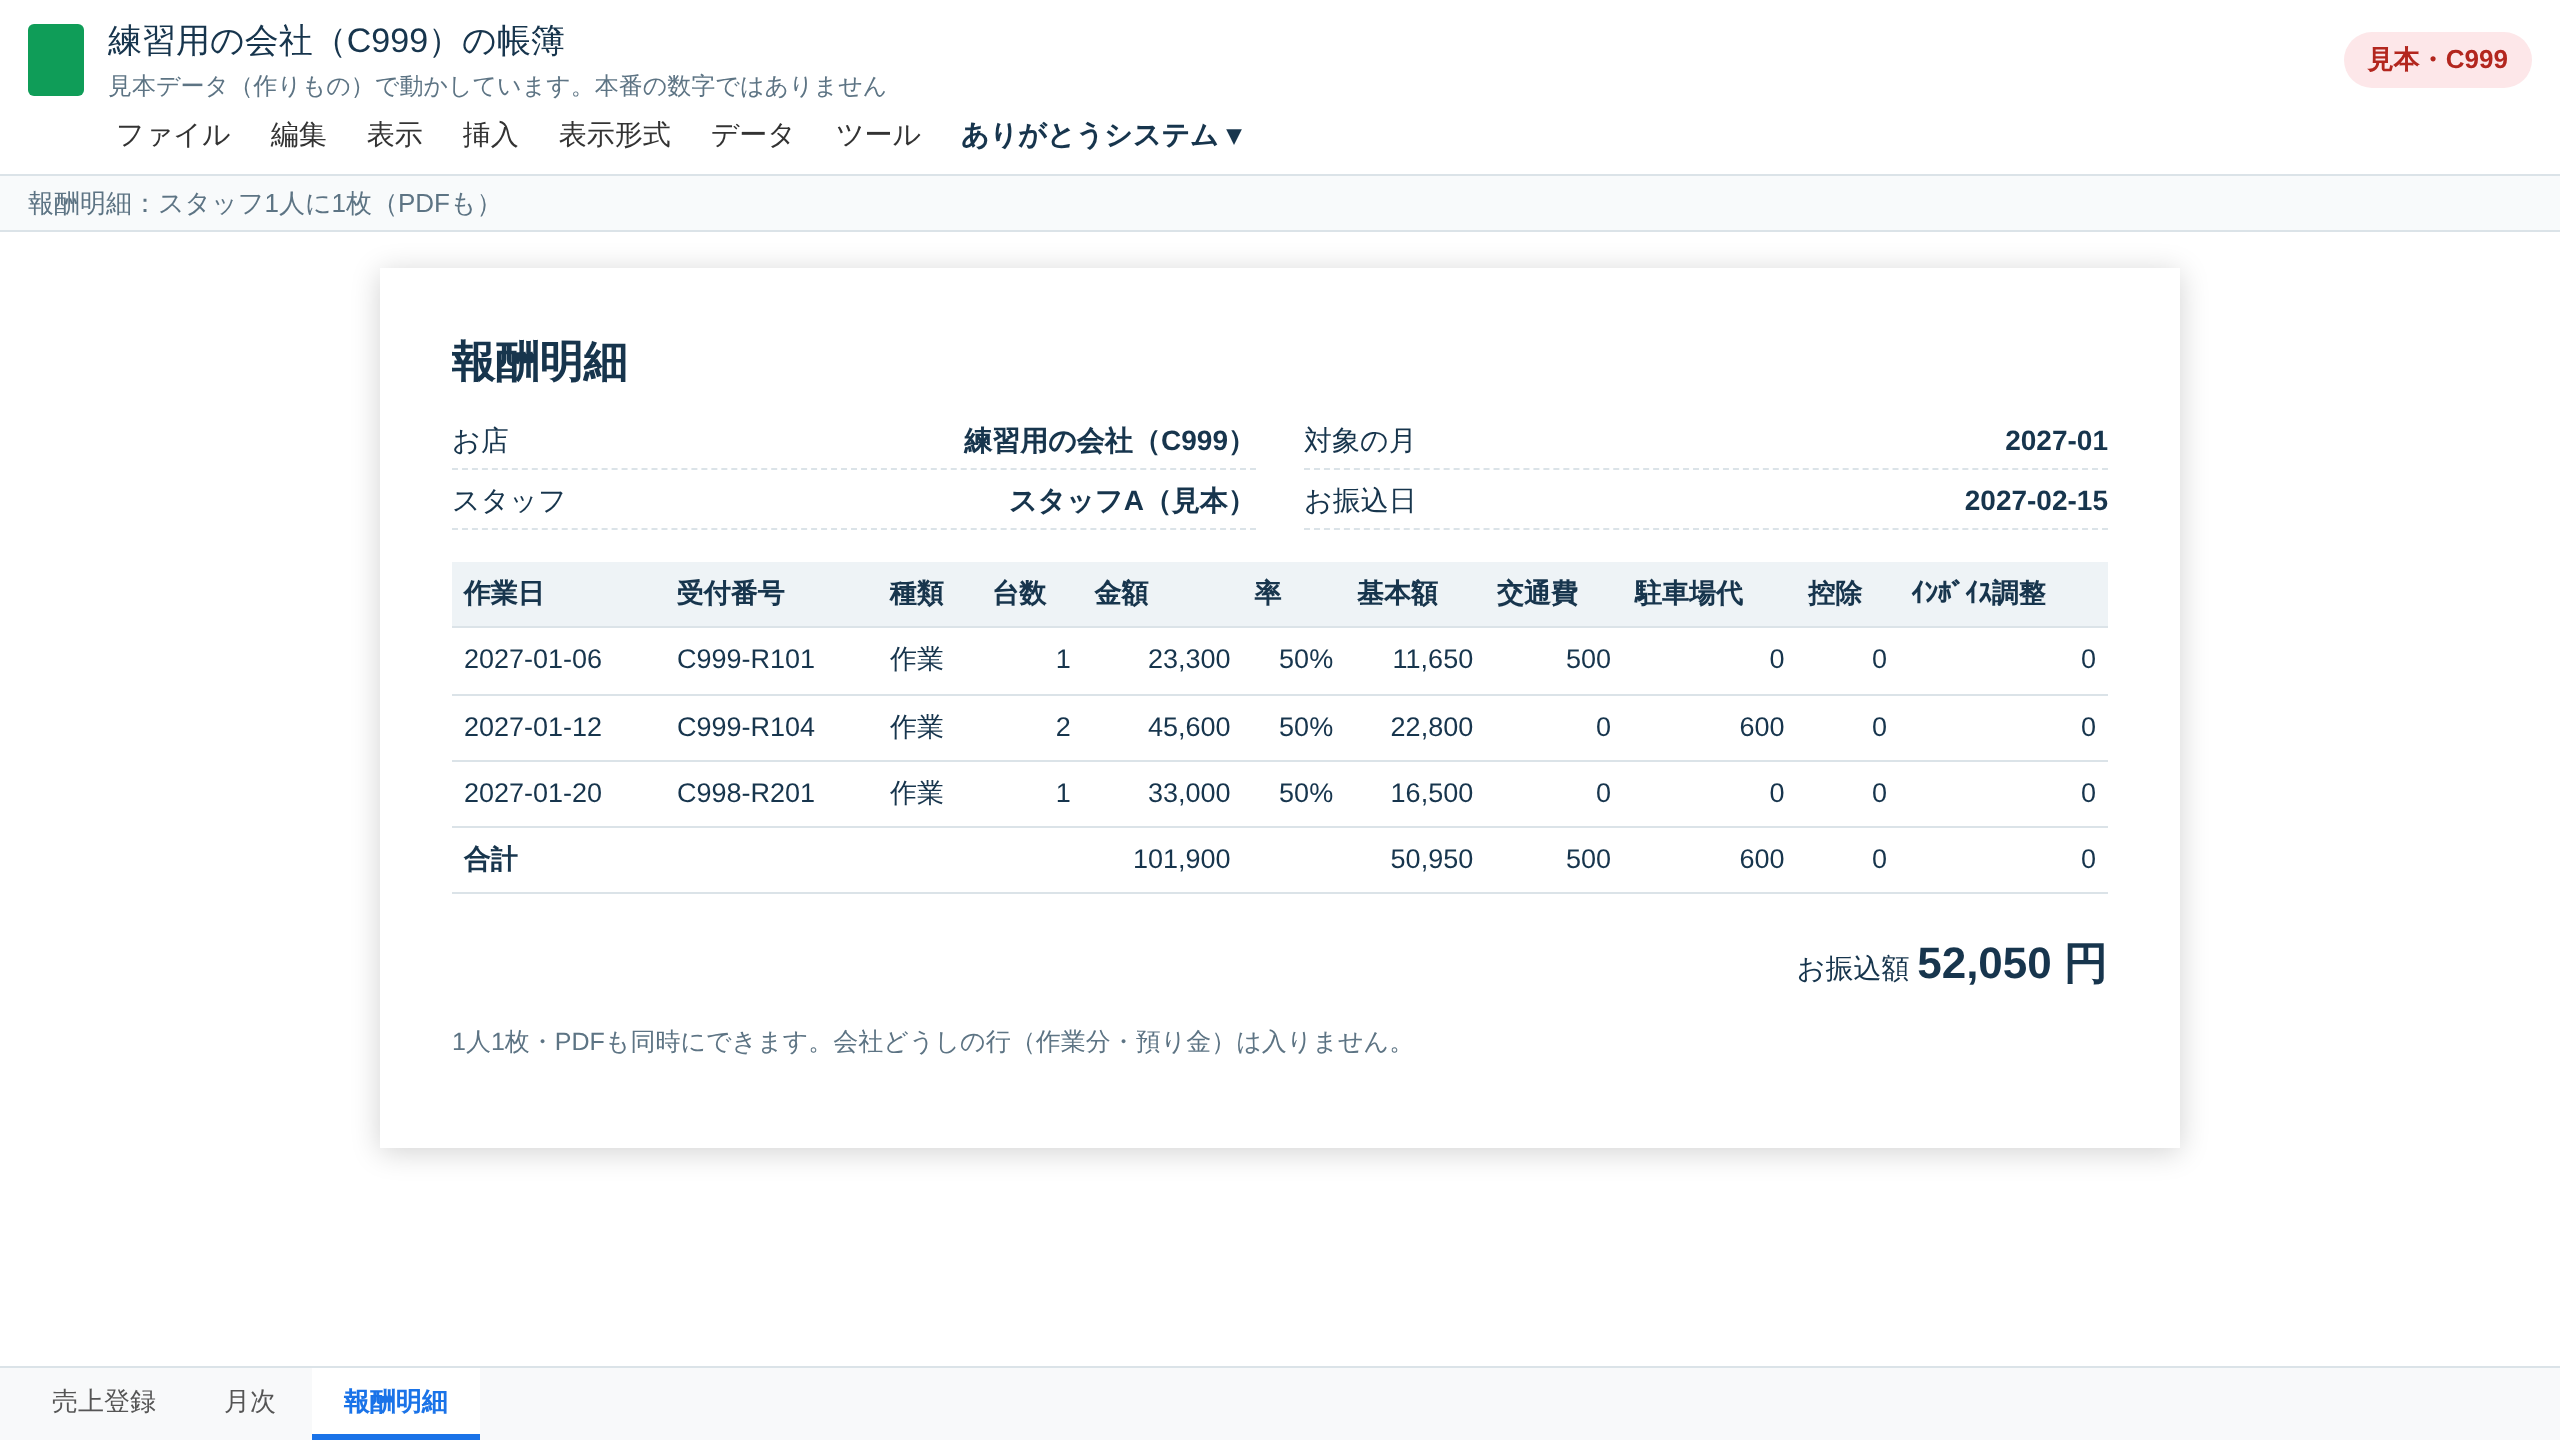 練習用の会社（C999）の帳簿
見本データ（作りもの）で動かしています。本番の数字ではありません
見本・C999
ファイル 編集 表示 挿入 表示形式 データ ツール ありがとうシステム ▾
報酬明細：スタッフ1人に1枚（PDFも）
報酬明細
お店 練習用の会社（C999） 対象の月 2027-01
スタッフ スタッフA（見本） お振込日 2027-02-15
作業日 受付番号 種類 台数 金額 率 基本額 交通費 駐車場代 控除 ｲﾝﾎﾞｲｽ調整
2027-01-06 C999-R101 作業 1 23,300 50% 11,650 500 0 0 0
2027-01-12 C999-R104 作業 2 45,600 50% 22,800 0 600 0 0
2027-01-20 C998-R201 作業 1 33,000 50% 16,500 0 0 0 0
合計 101,900 50,950 500 600 0 0
お振込額 52,050 円
1人1枚・PDFも同時にできます。会社どうしの行（作業分・預り金）は入りません。
売上登録 月次 報酬明細